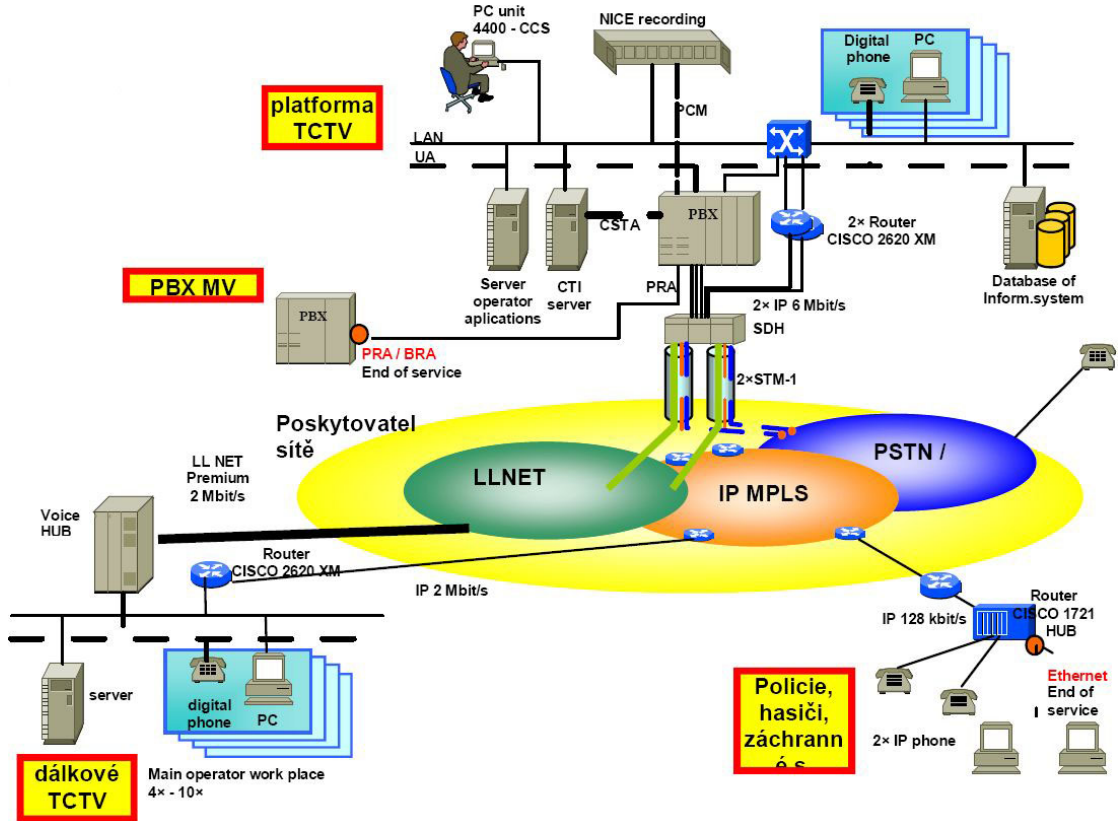 PC unit
4400 - CCS
NICE recording
Digital
phone
PC
platforma
TCTV
PCM
LAN
UA
PBX
CSTA
2× Router
CISCO 2620 XM
Server
operator
aplications
CTI
server
PRA
2× IP 6 Mbit/s
Database of
Inform.system
PBX MV
PBX
SDH
PRA / BRA
End of service
2×STM-1
Poskytovatel
sítě
PSTN /
LL NET
Premium
2 Mbit/s
LLNET
IP MPLS
Voice
HUB
Router
CISCO 2620 XM
IP 2 Mbit/s
IP 128 kbit/s
Router
CISCO 1721
HUB
server
digital
phone
PC
Policie,
hasiči,
záchrann
é s.
Ethernet
End of
service
2× IP phone
dálkové
TCTV
Main operator work place
4× - 10×